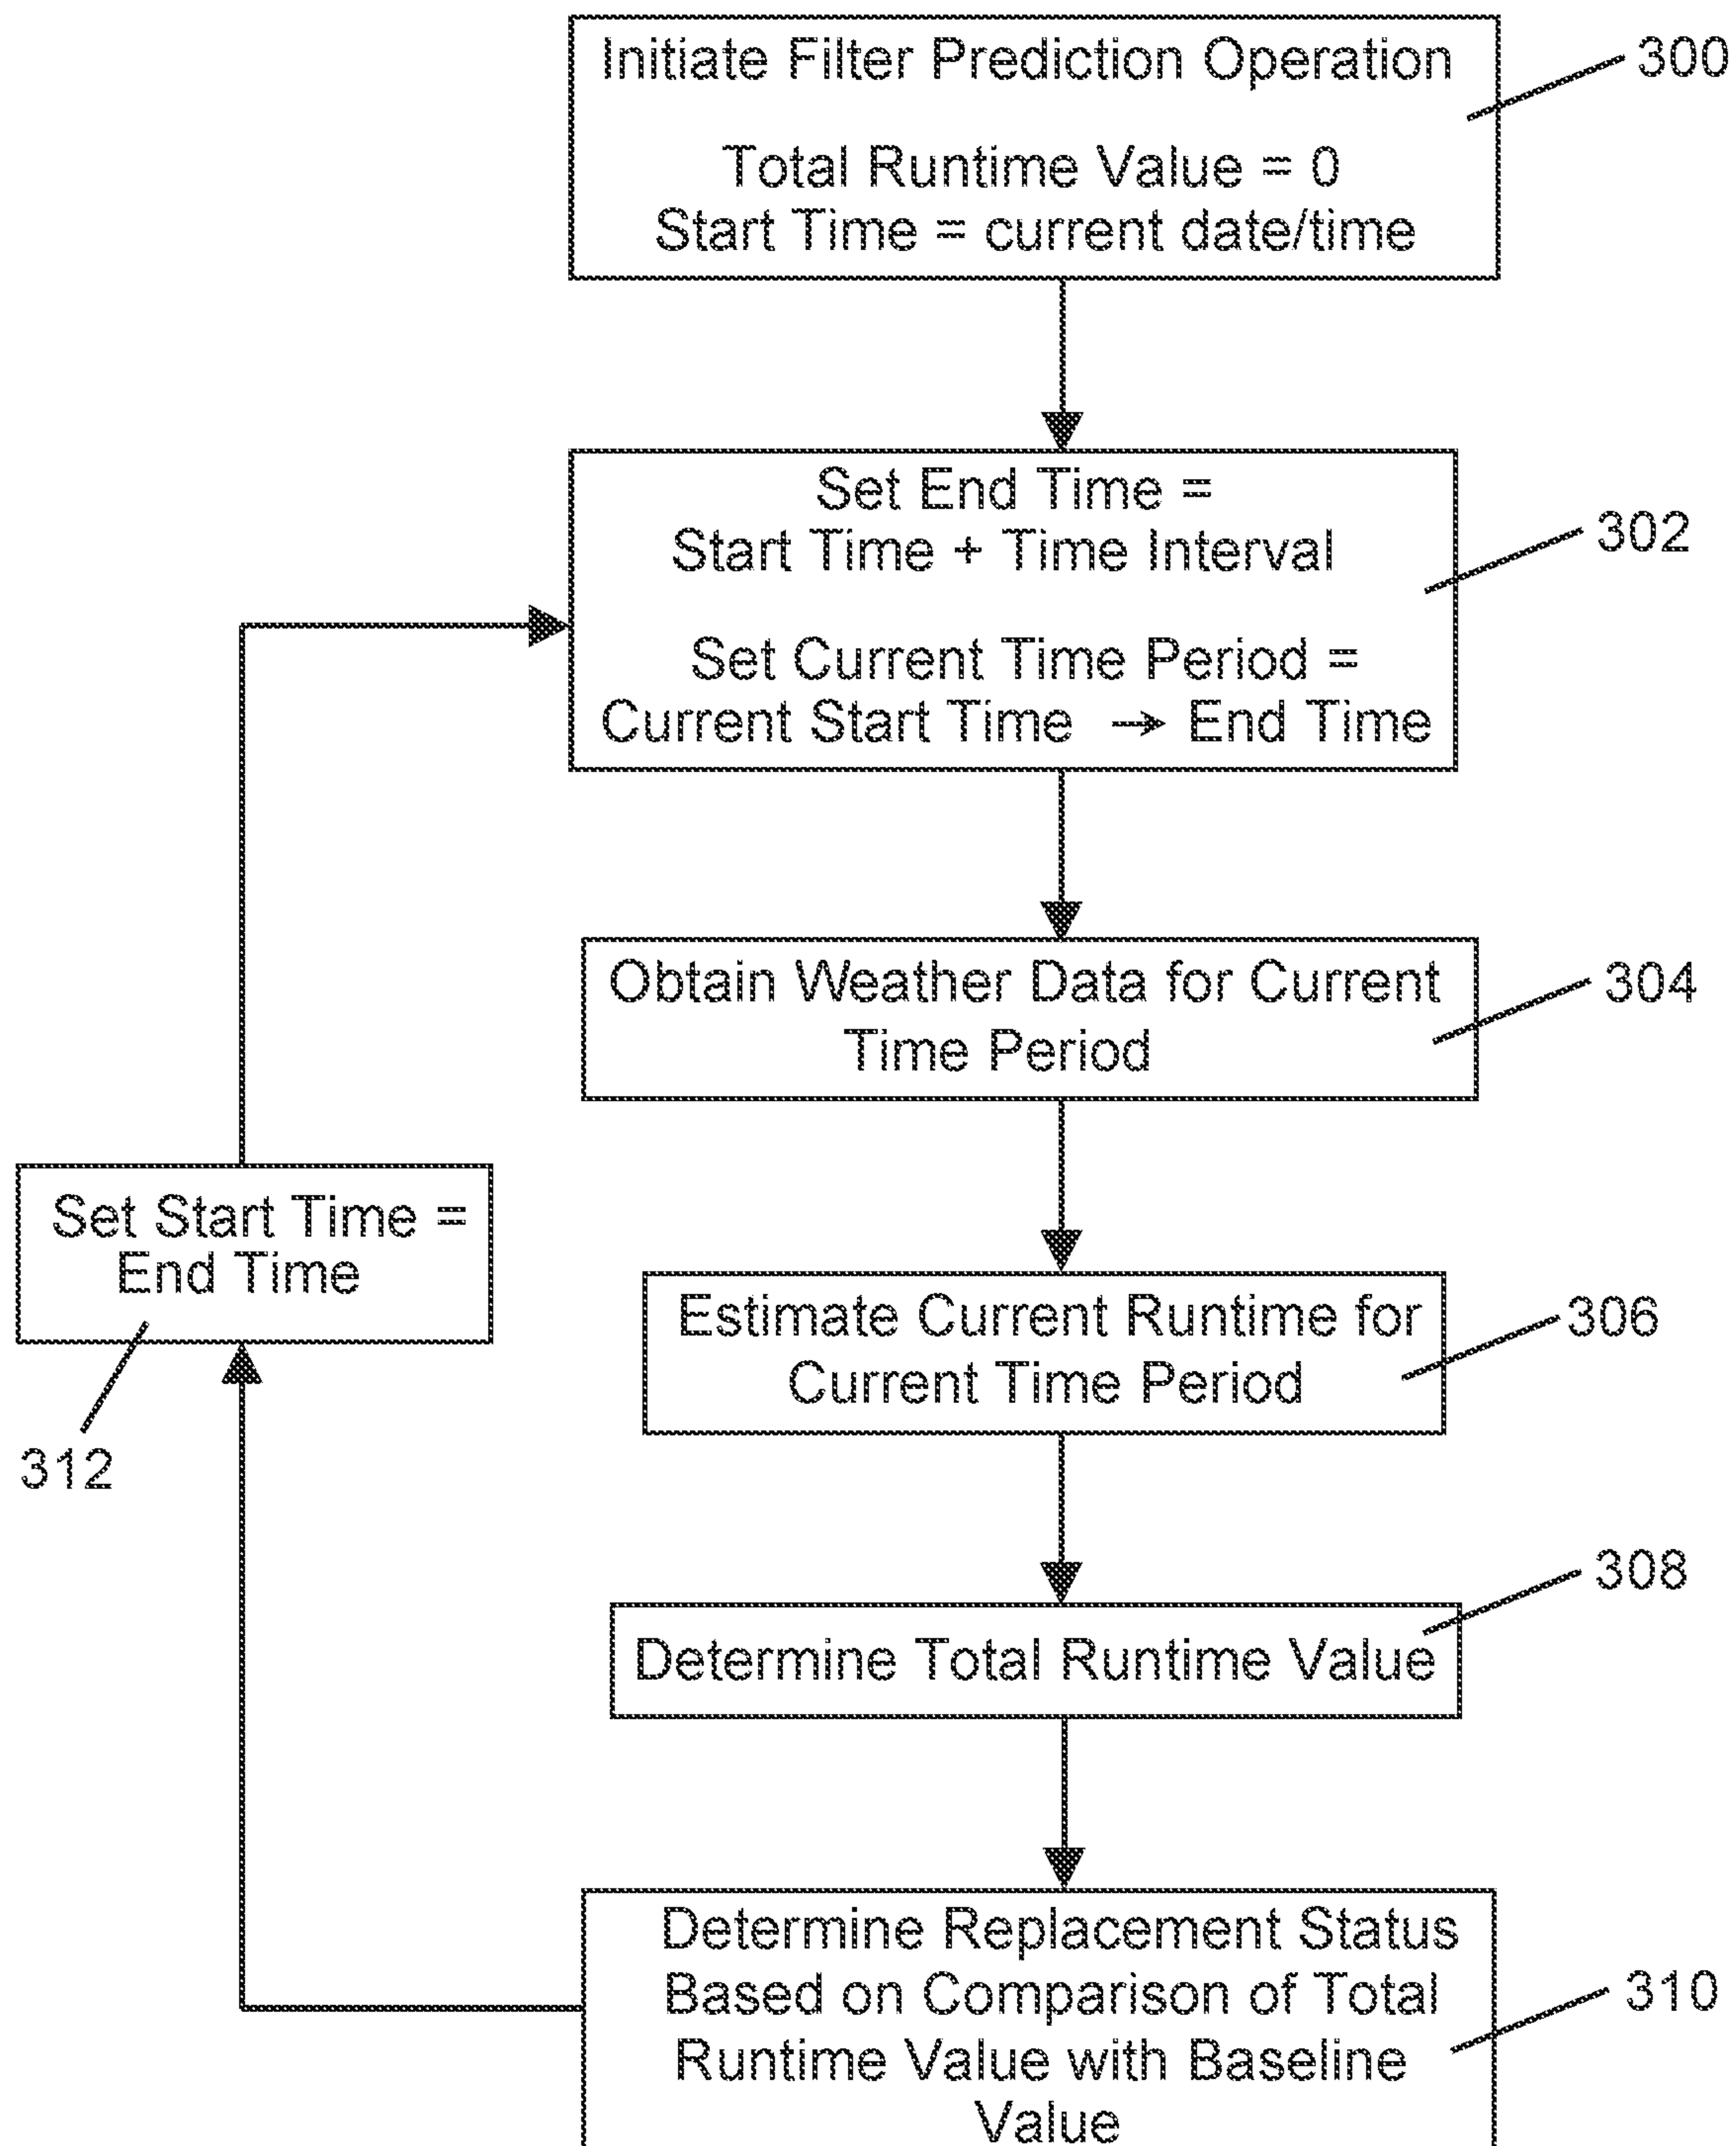 Initiate Filter Prediction Operation
Total Runtime Value = 0
Start Time = current date/time
300
Set End Time =
Start Time + Time Interval
Set Current Time Period =
Current Start Time → End Time
302
Obtain Weather Data for Current
Time Period
304
Set Start Time =
End Time
312
Estimate Current Runtime for
Current Time Period
306
Determine Total Runtime Value
308
Determine Replacement Status
Based on Comparison of Total
Runtime Value with Baseline
Value
310